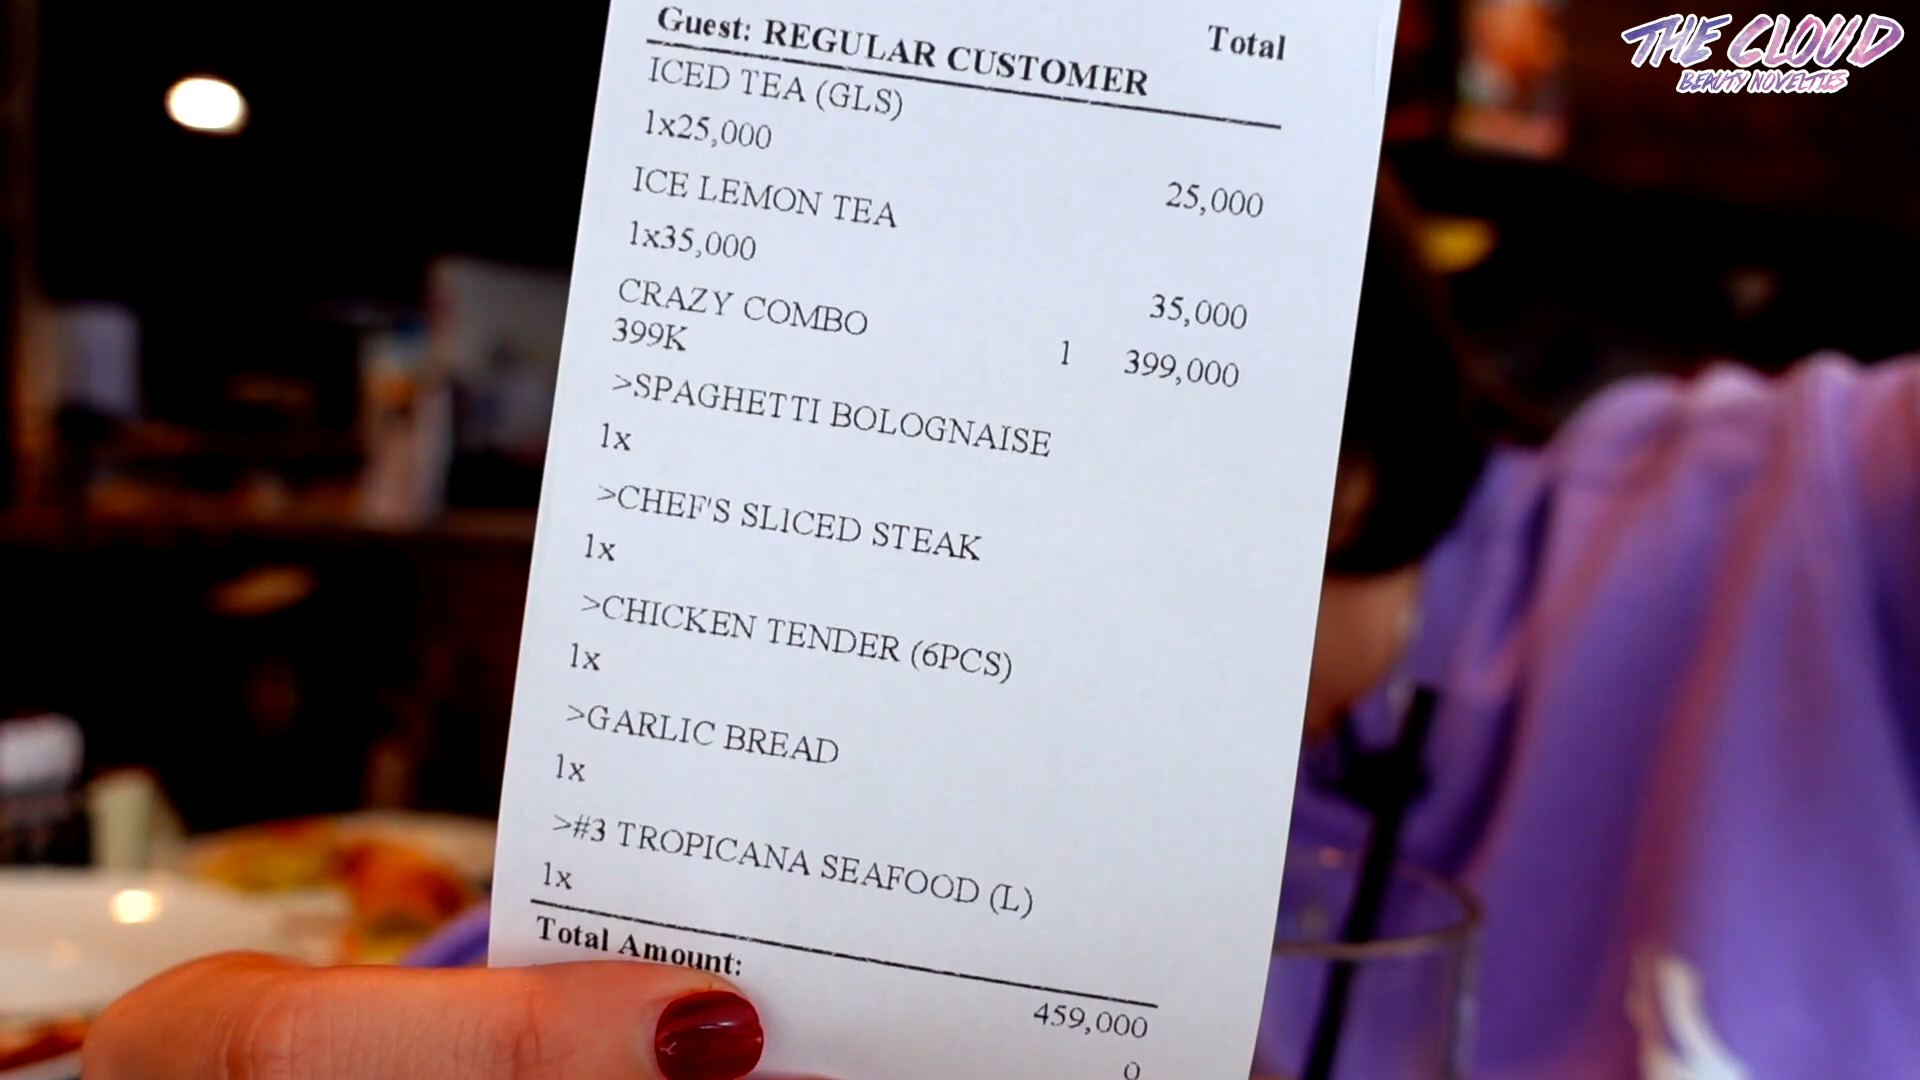 THE CLOUD
BEAUTY NOVELTIES
Guest: REGULAR CUSTOMER Total
ICED TEA (GLS)
1x25,000 25,000
ICE LEMON TEA
1x35,000 35,000
CRAZY COMBO 1 399,000
399K
>SPAGHETTI BOLOGNAISE
1x
>CHEF'S SLICED STEAK
1x
>CHICKEN TENDER (6PCS)
1x
>GARLIC BREAD
1x
>#3 TROPICANA SEAFOOD (L)
1x
Total Amount: 459,000
0